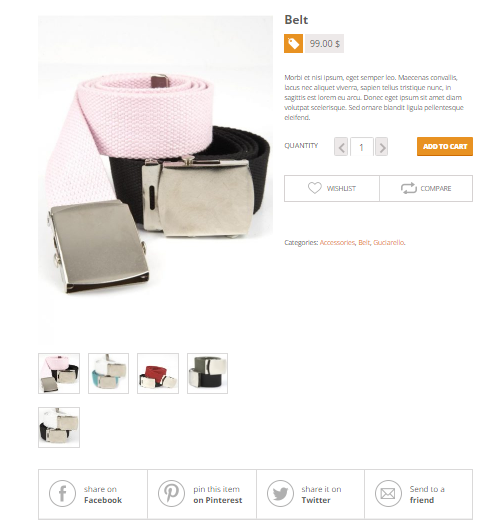 Belt
99.00 $
Morbi et nisi ipsum, eget semper leo. Maecenas convallis,
lacus nec aliquet viverra, sapien tellus tristique nunc, in
sagittis est lorem eu arcu. Donec eget ipsum sit amet diam
volutpat scelerisque. Sed ornare blandit ligula pellentesque
eleifend.
QUANTITY
1
ADD TO CART
WISHLIST
COMPARE
Categories: Accessories, Belt, Guciarello.
share on
Facebook
pin this item
on Pinterest
share it on
Twitter
Send to a
friend